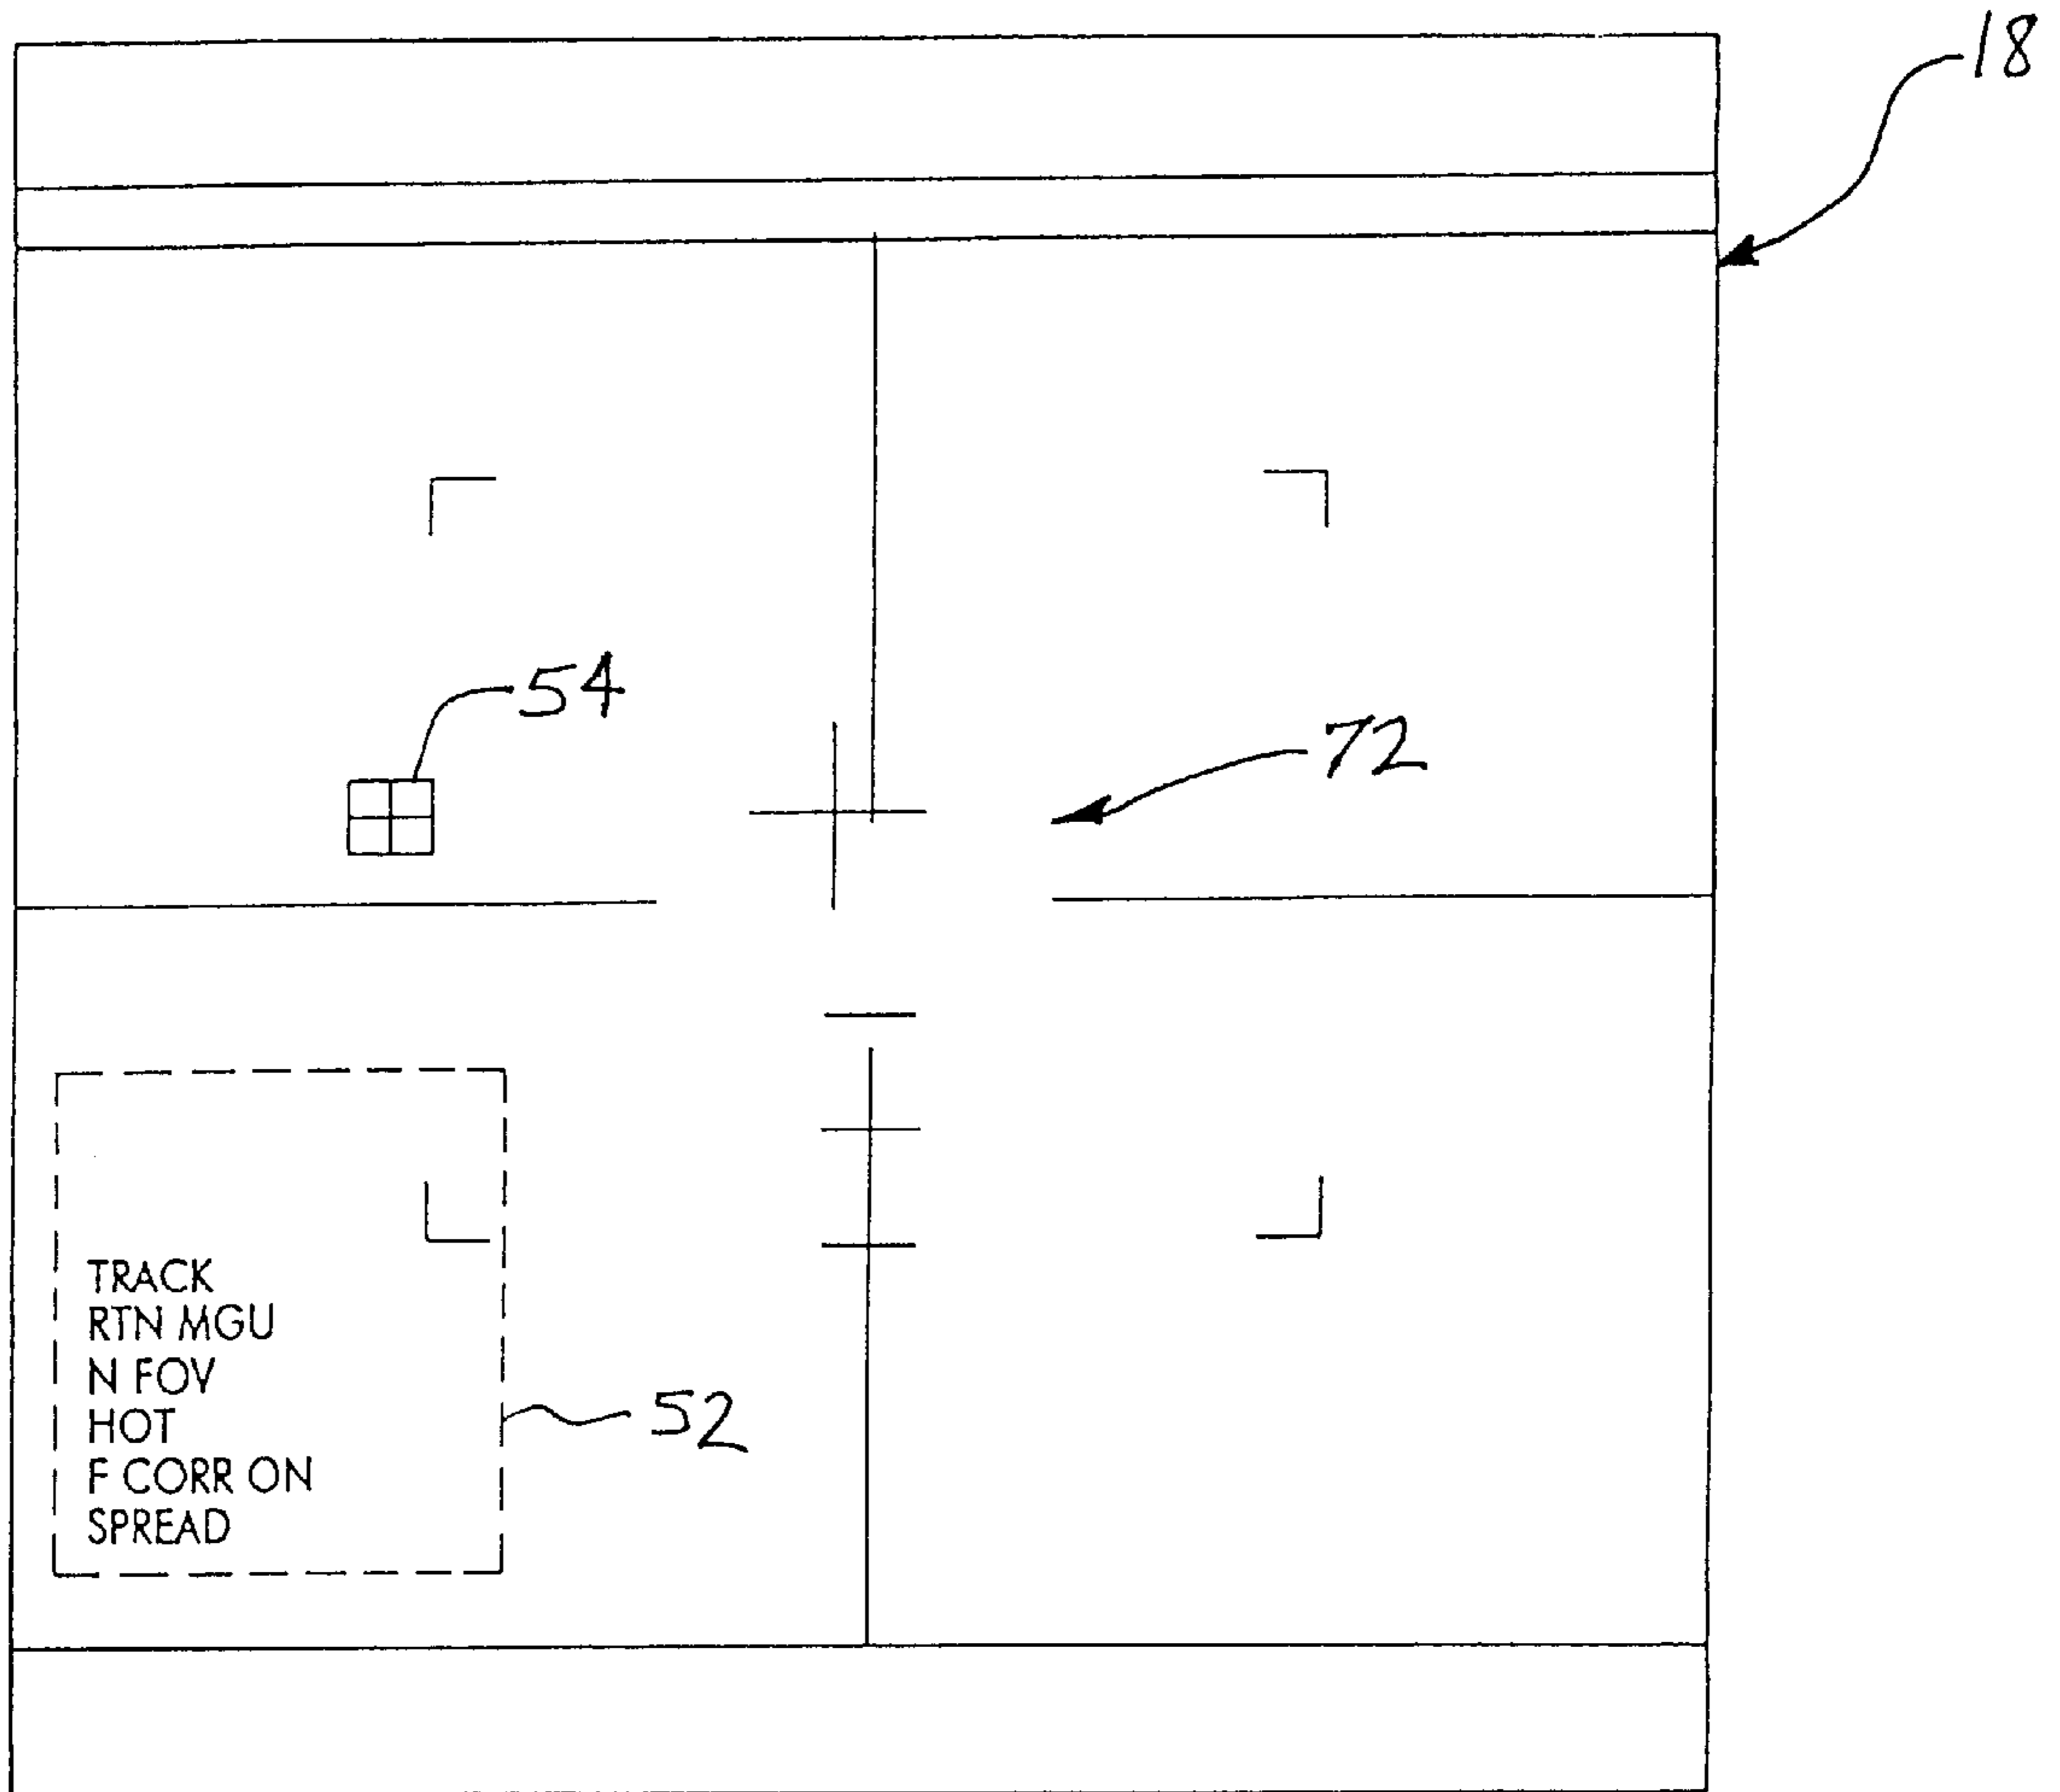 18
54
72
TRACK
RTN MGU
N FOV
HOT
F CORR ON
SPREAD
52